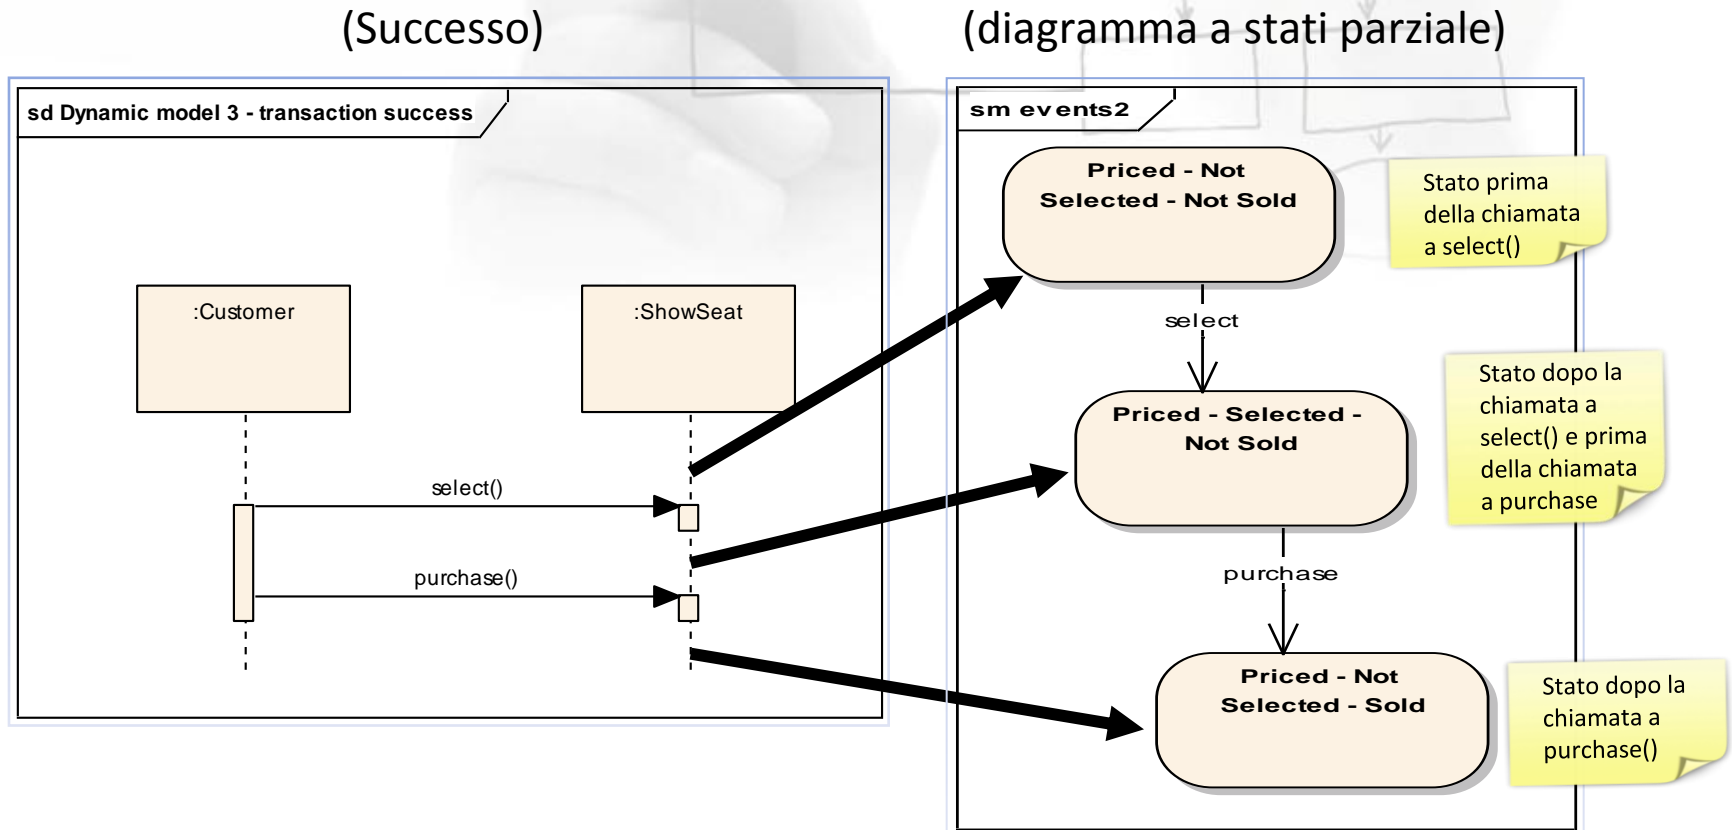 (Successo)
(diagramma a stati parziale)
sd Dynamic model 3 - transaction success
:Customer
:ShowSeat
select()
purchase()
sm events2
Priced - Not
Selected - Not Sold
select
Priced - Selected -
Not Sold
purchase
Priced - Not
Selected - Sold
Stato prima
della chiamata
a select()
Stato dopo la
chiamata a
select() e prima
della chiamata
a purchase
Stato dopo la
chiamata a
purchase()